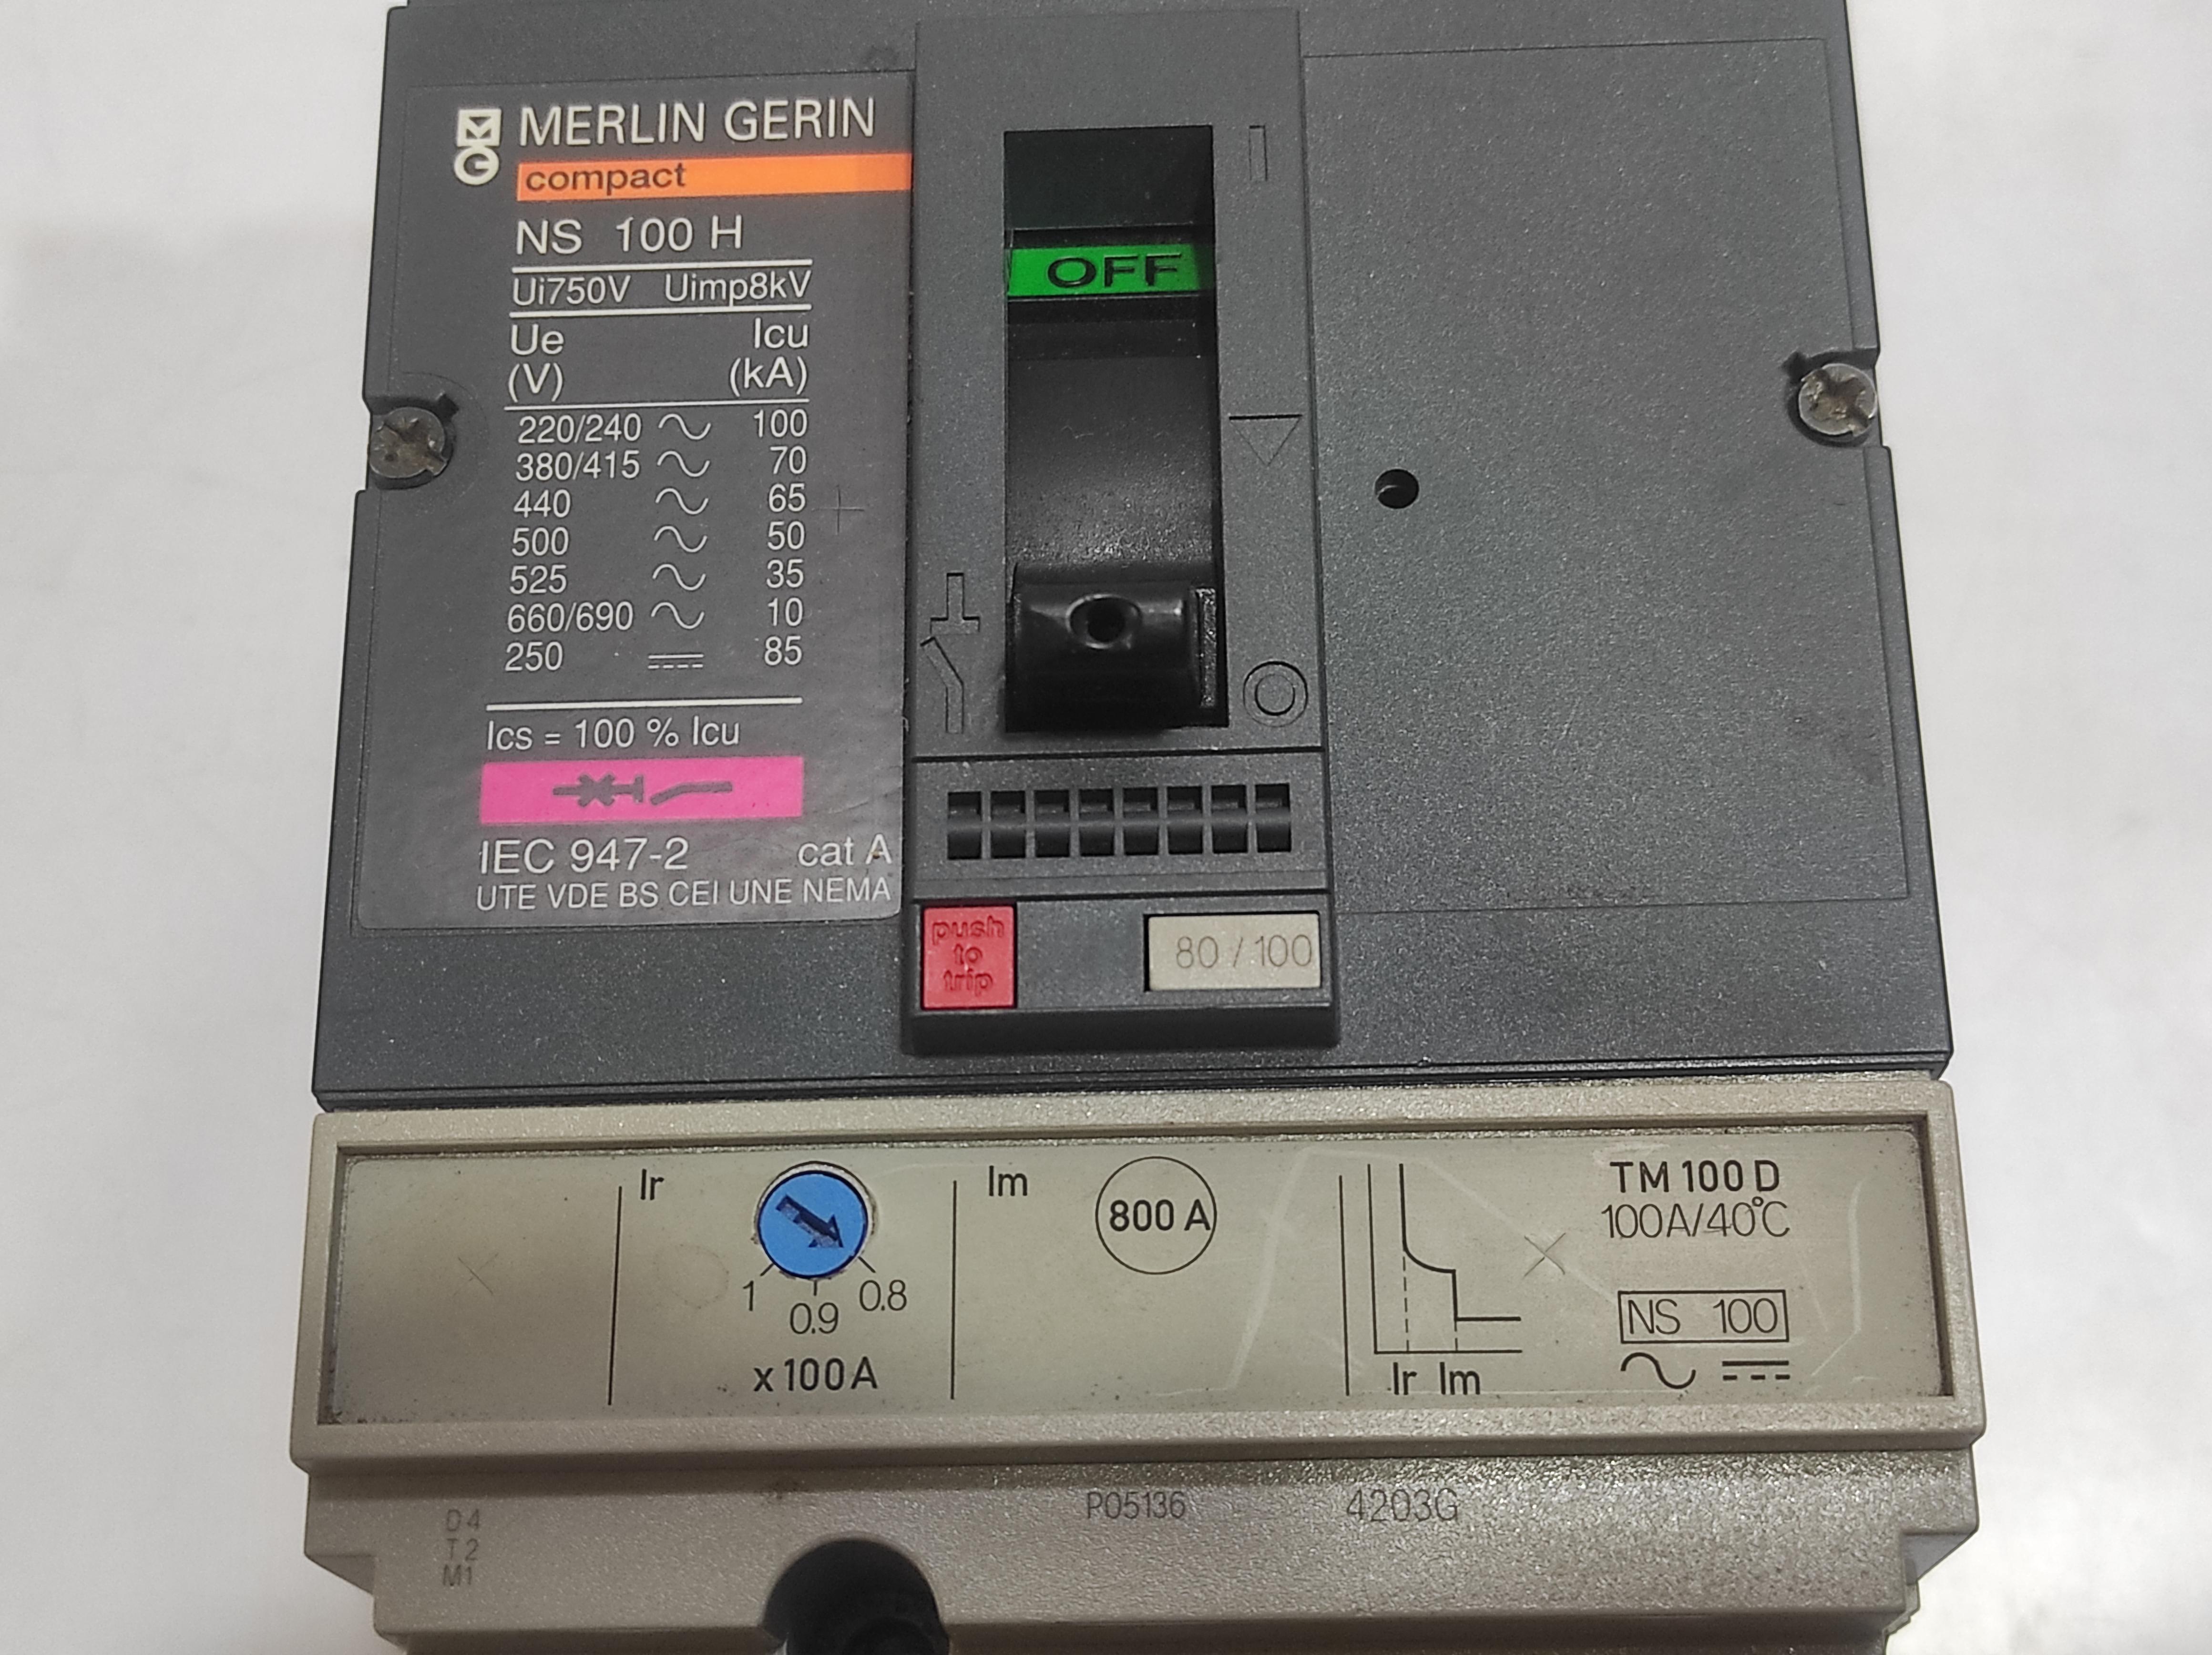 MERLIN GERIN
compact
NS 100 H
Ui750V Uimp8kV
Ue Icu
(V) (kA)
220/240 100
380/415 70
440 65
500 50
525 35
660/690 10
250 85
Ics = 100 % Icu
IEC 947-2 cat A
UTE VDE BS CEI UNE NEMA
OFF
push
to
trip
80 / 100
Ir
1
0.9
0.8
x 100 A
Im
800 A
Ir Im
TM 100 D
100A/40°C
NS 100
D4
T2
M1
P05136 4203G